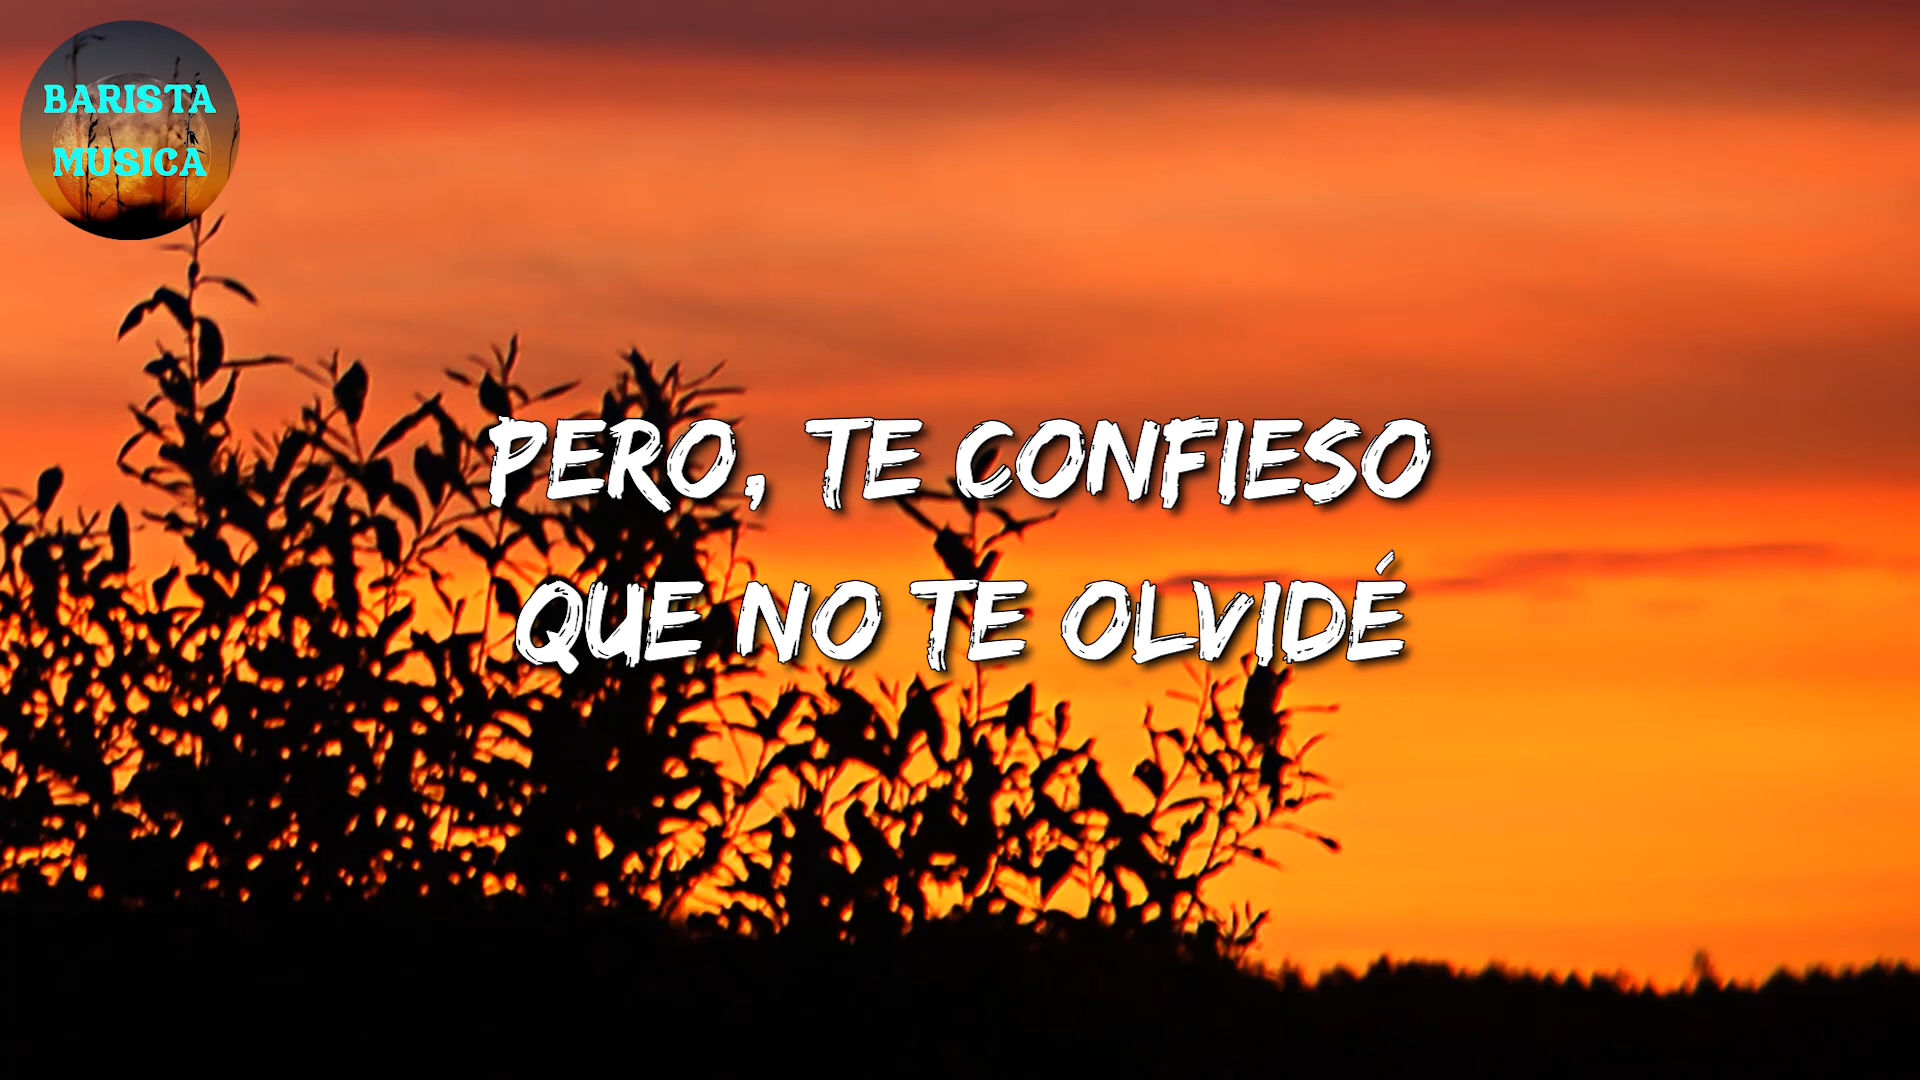 BARISTA
MUSICA
PERO, TE CONFIESO
QUE NO TE OLVIDÉ